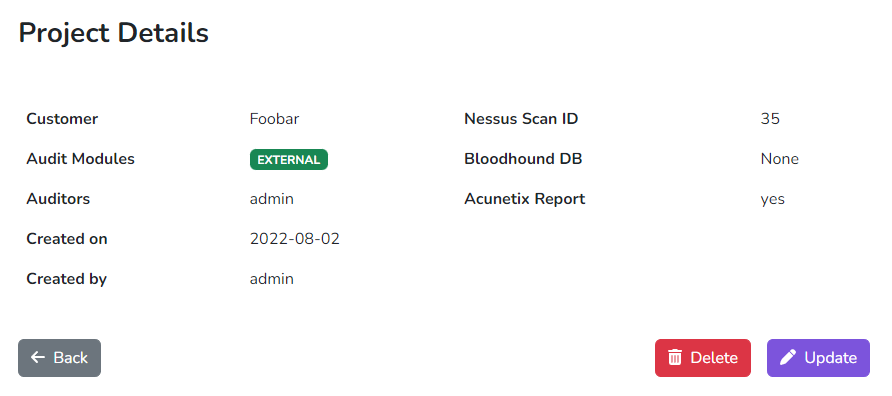 Project Details
Customer Foobar Nessus Scan ID 35
Audit Modules EXTERNAL Bloodhound DB None
Auditors admin Acunetix Report yes
Created on 2022-08-02
Created by admin
Back Delete Update